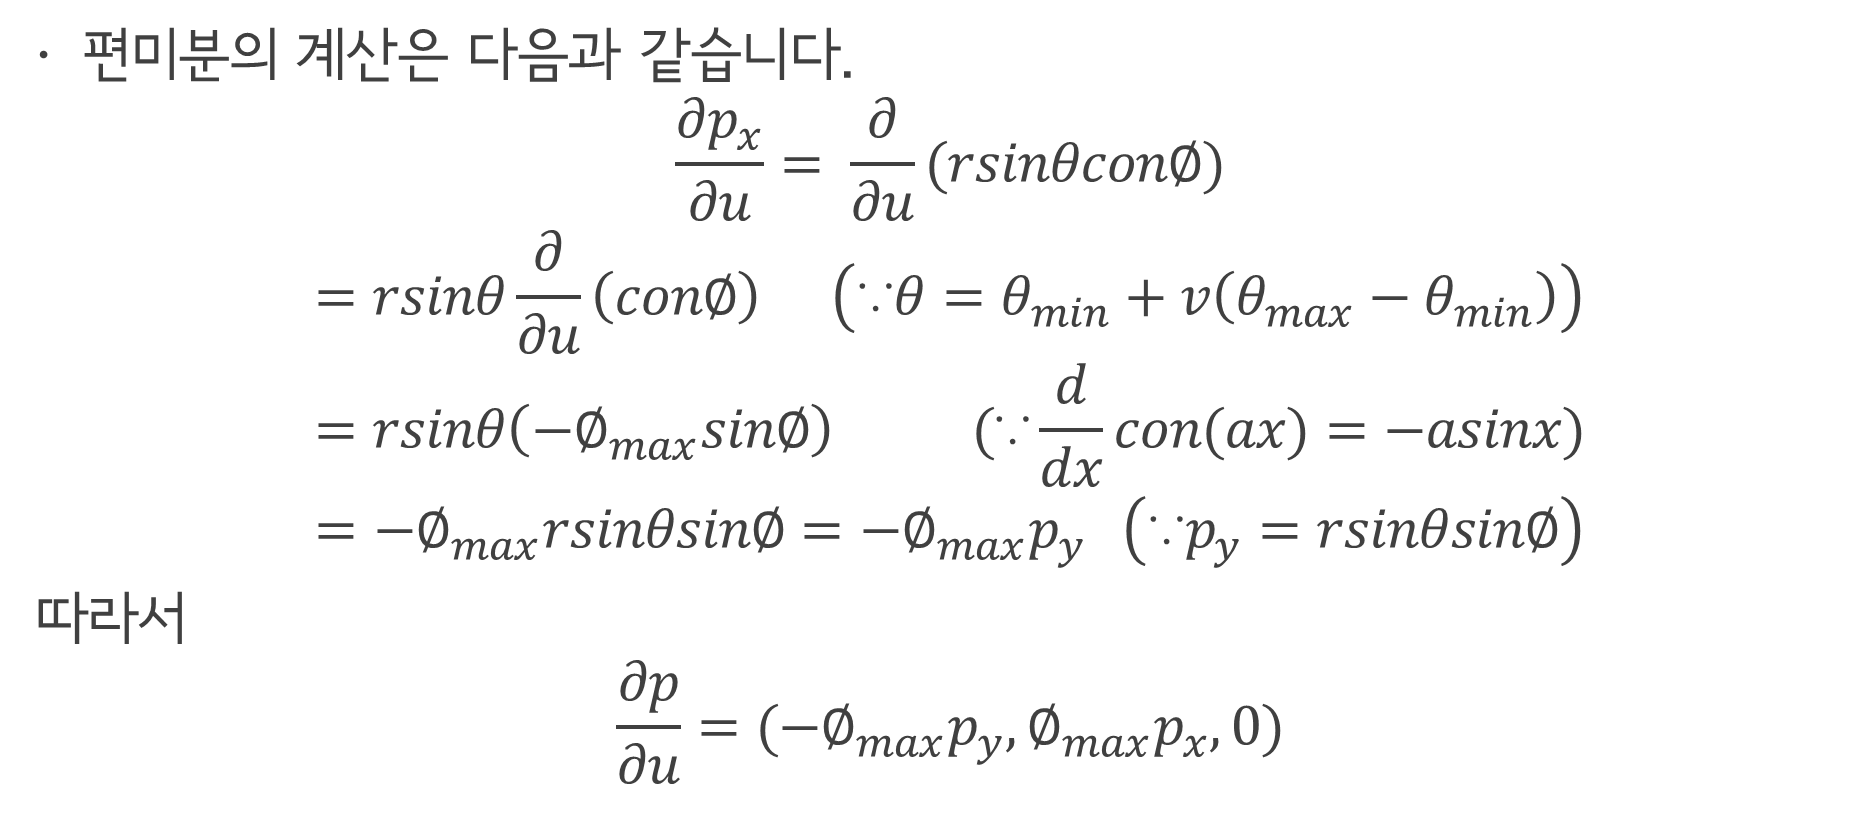 · 편미분의 계산은 다음과 같습니다.
∂pₓ/∂u = ∂/∂u (rsinθcon∅)
= rsinθ ∂/∂u (con∅) (∵θ = θ_min + v(θ_max − θ_min))
= rsinθ(−∅_max sin∅) (∵ d/dx con(ax) = −asinx)
= −∅_max rsinθsin∅ = −∅_max p_y (∵p_y = rsinθsin∅)
따라서
∂p/∂u = (−∅_max p_y, ∅_max p_x, 0)